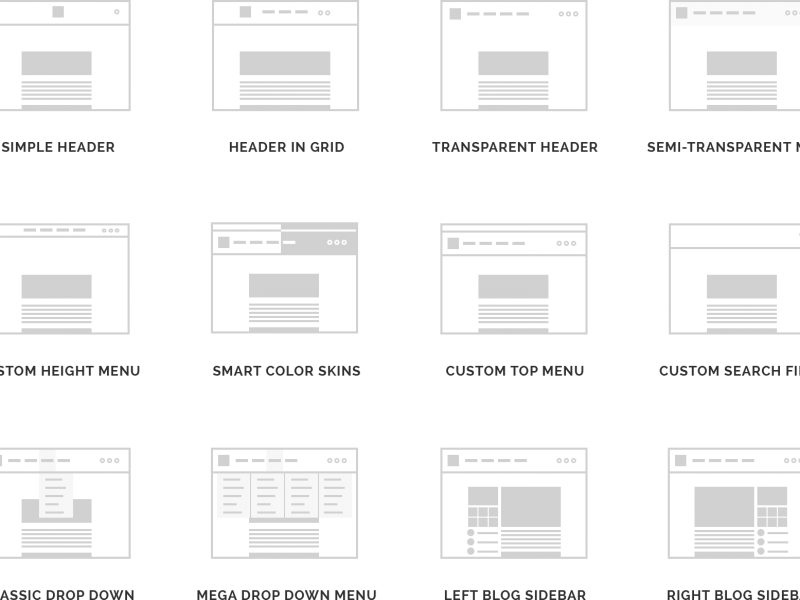 SIMPLE HEADER
HEADER IN GRID
TRANSPARENT HEADER
SEMI-TRANSPARENT
STOM HEIGHT MENU
SMART COLOR SKINS
CUSTOM TOP MENU
CUSTOM SEARCH FI
ASSIC DROP DOWN
MEGA DROP DOWN MENU
LEFT BLOG SIDEBAR
RIGHT BLOG SIDEB